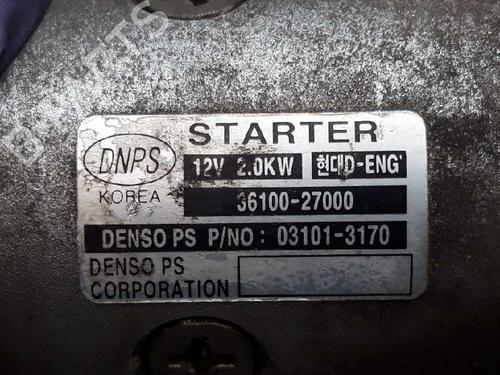 STARTER
DNPS
KOREA
12V 2.0KW 현대D-ENG'
36100-27000
DENSO PS P/NO : 03101-3170
DENSO PS
CORPORATION